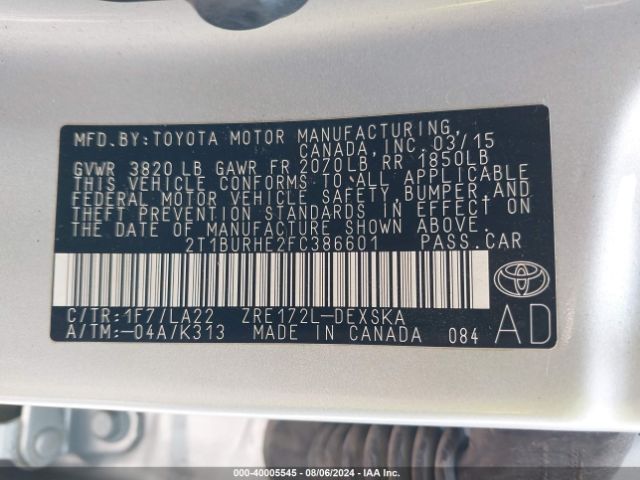 MFD. BY: TOYOTA MOTOR MANUFACTURING,
CANADA, INC. 03/15
GVWR 3820 LB GAWR FR 2070LB RR 1850LB
THIS VEHICLE CONFORMS TO ALL APPLICABLE
FEDERAL MOTOR VEHICLE SAFETY, BUMPER, AND
THEFT PREVENTION STANDARDS IN EFFECT ON
THE DATE OF MANUFACTURE SHOWN ABOVE.
2T1BURHE2FC386601 PASS. CAR
C/TR: 1F7/LA22 ZRE172L-DEXSKA
A/TM: -04A/K313 MADE IN CANADA 084
AD
000-40005545 - 08/06/2024 - IAA Inc.